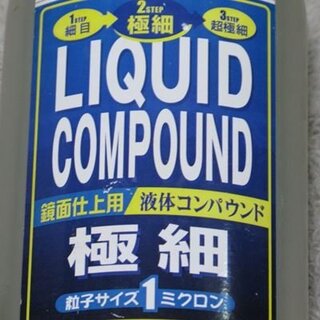 1STEP 2STEP 3STEP
細目 極細 超極細
LIQUID
COMPOUND
鏡面仕上用 液体コンパウンド
極細
粒子サイズ1ミクロン